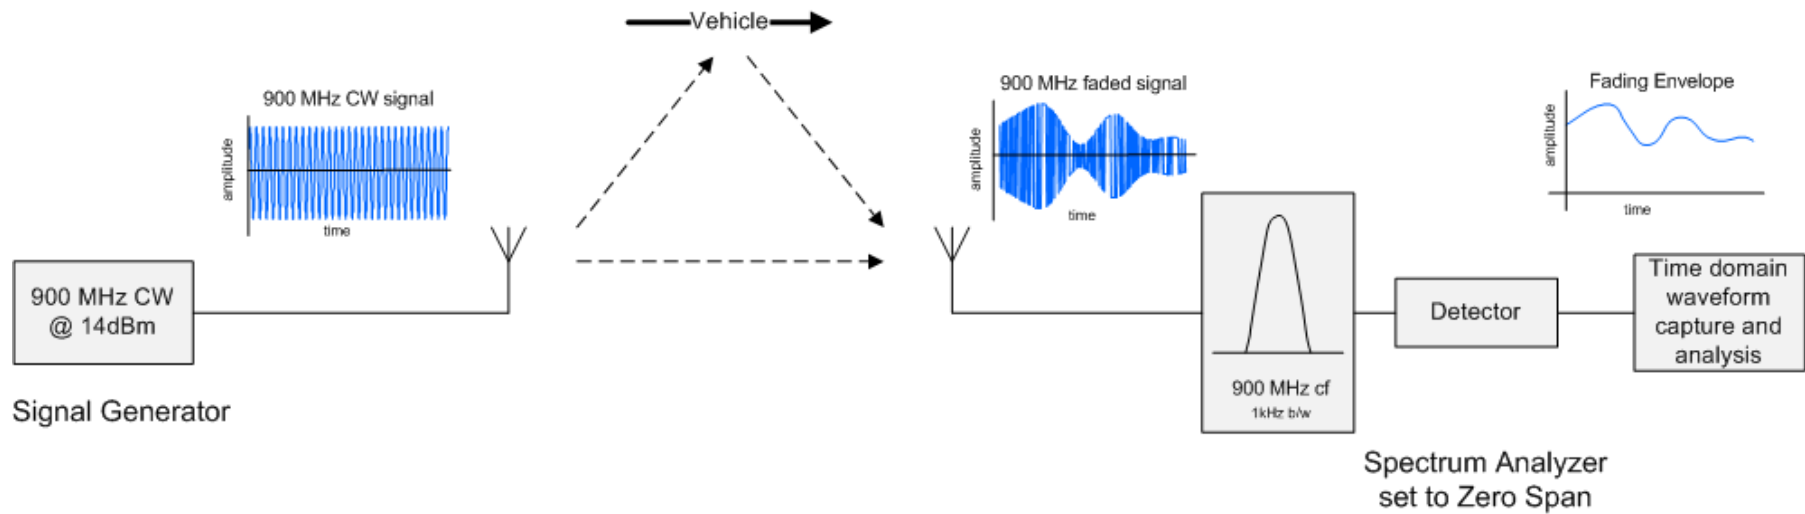 Vehicle
900 MHz CW signal
amplitude
time
900 MHz CW
@ 14dBm
Signal Generator
900 MHz faded signal
amplitude
time
900 MHz cf
1kHz b/w
Detector
Fading Envelope
amplitude
time
Time domain
waveform
capture and
analysis
Spectrum Analyzer
set to Zero Span